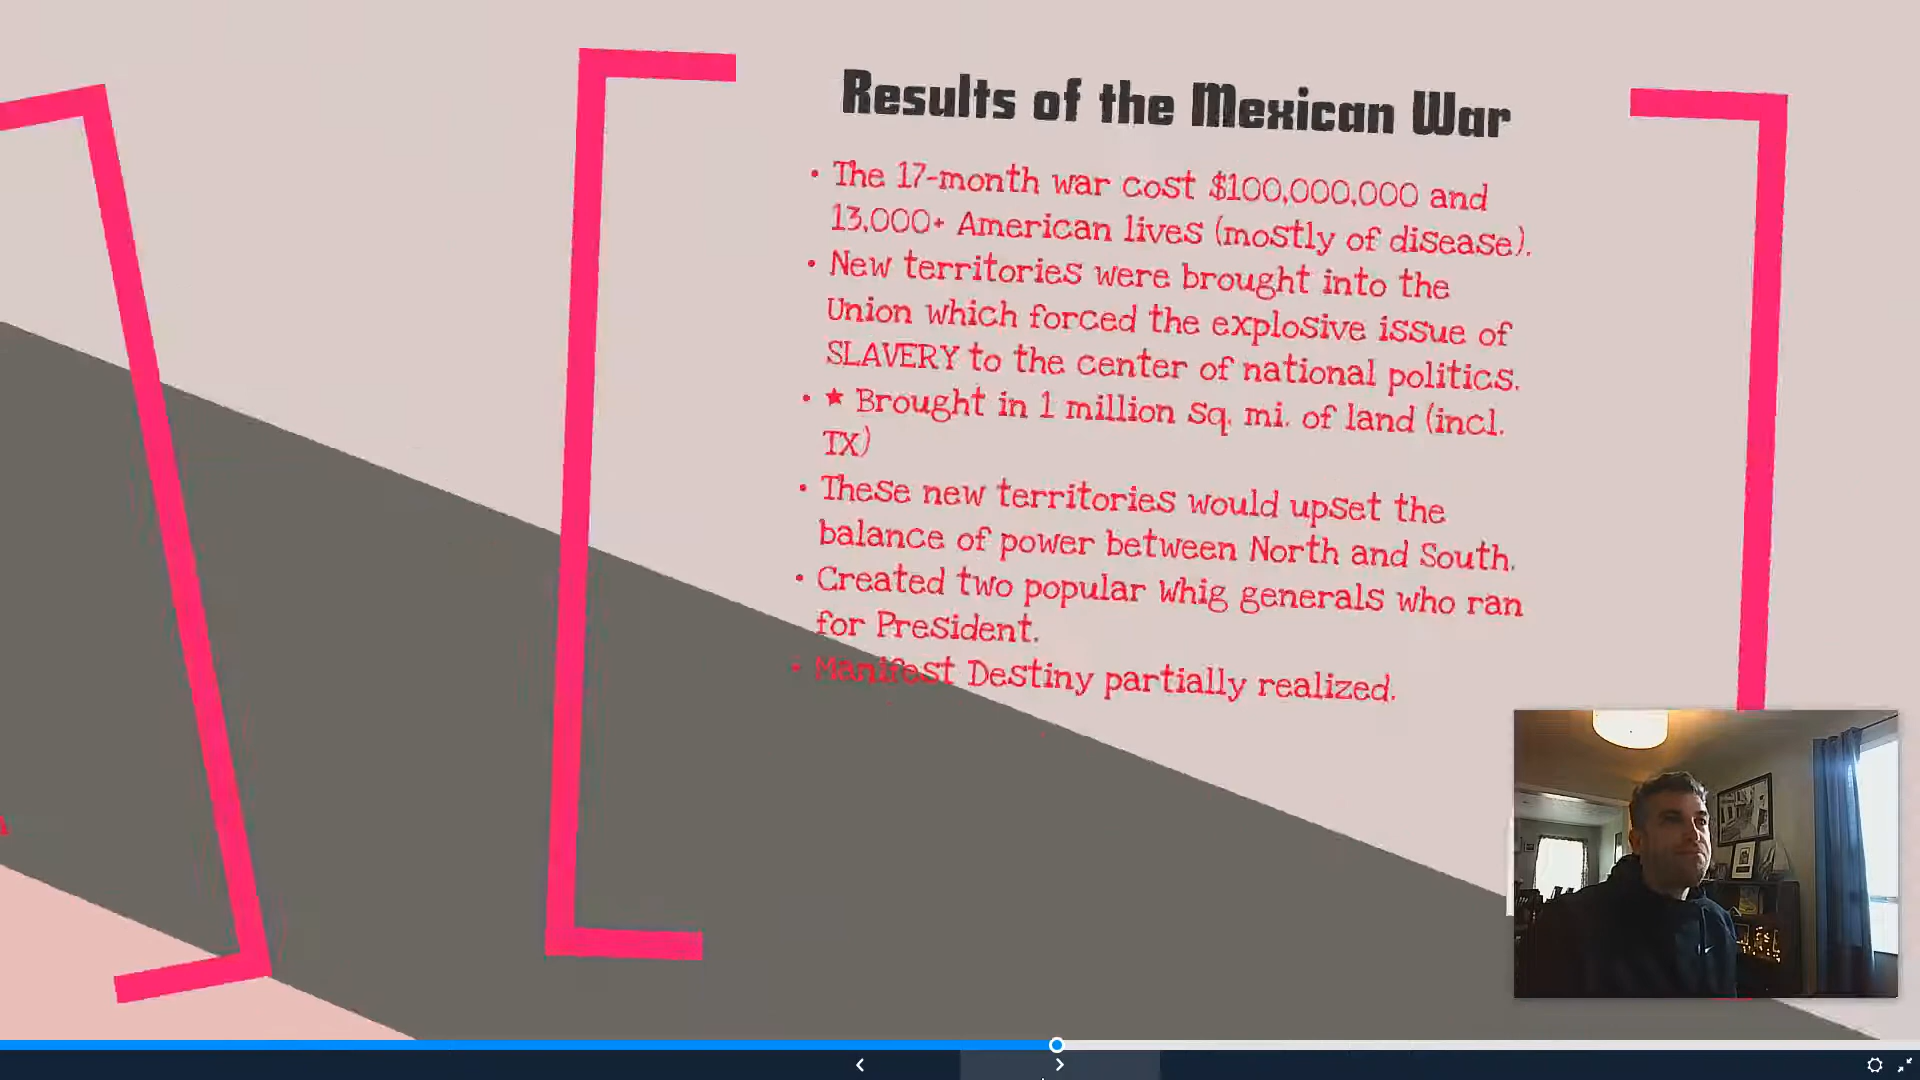 Results of the Mexican War
• The 17-month war cost $100,000,000 and
13,000+ American lives (mostly of disease).
• New territories were brought into the
Union which forced the explosive issue of
SLAVERY to the center of national politics.
• ★ Brought in 1 million sq. mi. of land (incl.
TX)
• These new territories would upset the
balance of power between North and South.
• Created two popular Whig generals who ran
for President.
• Manifest Destiny partially realized.